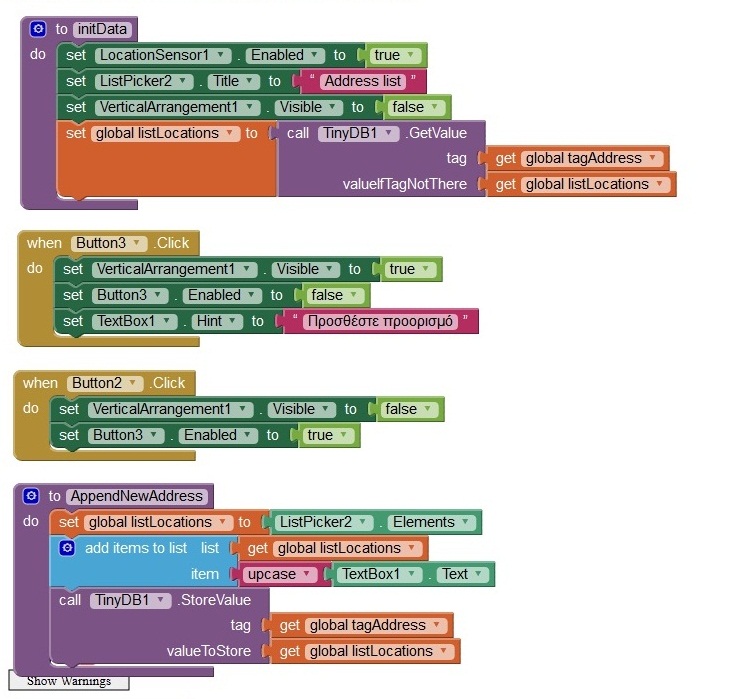 to initData
do set LocationSensor1 . Enabled to true
set ListPicker2 . Title to " Address list "
set VerticalArrangement1 . Visible to false
set global listLocations to call TinyDB1 .GetValue
tag get global tagAddress
valueIfTagNotThere get global listLocations
when Button3 .Click
do set VerticalArrangement1 . Visible to true
set Button3 . Enabled to false
set TextBox1 . Hint to " Προσθέστε προορισμό "
when Button2 .Click
do set VerticalArrangement1 . Visible to false
set Button3 . Enabled to true
to AppendNewAddress
do set global listLocations to ListPicker2 . Elements
add items to list list get global listLocations
item upcase TextBox1 . Text
call TinyDB1 .StoreValue
tag get global tagAddress
valueToStore get global listLocations
Show Warnings